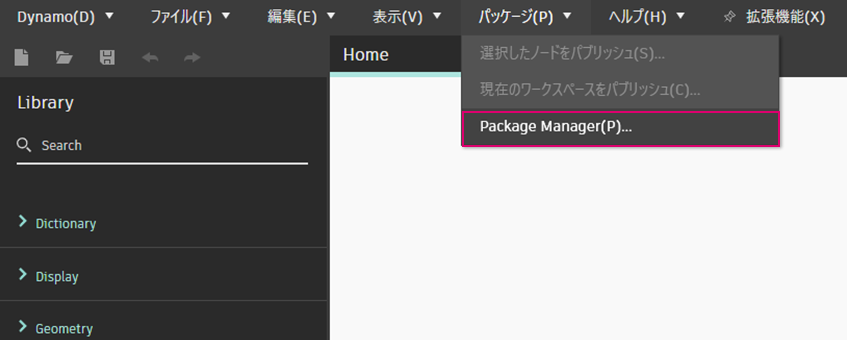 Dynamo(D) ファイル(F) 編集(E) 表示(V) パッケージ(P) ヘルプ(H) 拡張機能(X)
Home
選択したノードをパブリッシュ(S)...
現在のワークスペースをパブリッシュ(C)...
Package Manager(P)...
Library
Search
Dictionary
Display
Geometry